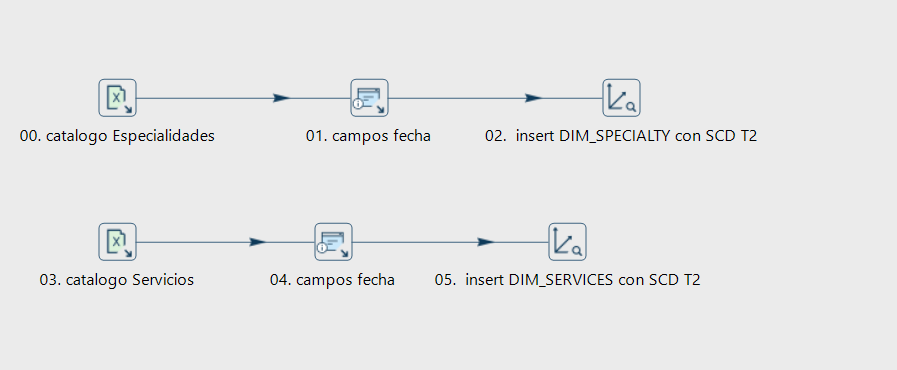 00. catalogo Especialidades
01. campos fecha
02.  insert DIM_SPECIALTY con SCD T2
03. catalogo Servicios
04. campos fecha
05.  insert DIM_SERVICES con SCD T2